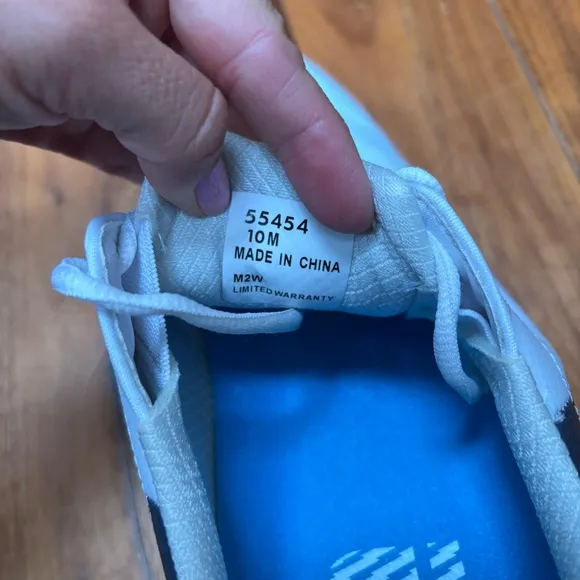 55454
10M
MADE IN CHINA
M2W
LIMITED WARRANTY